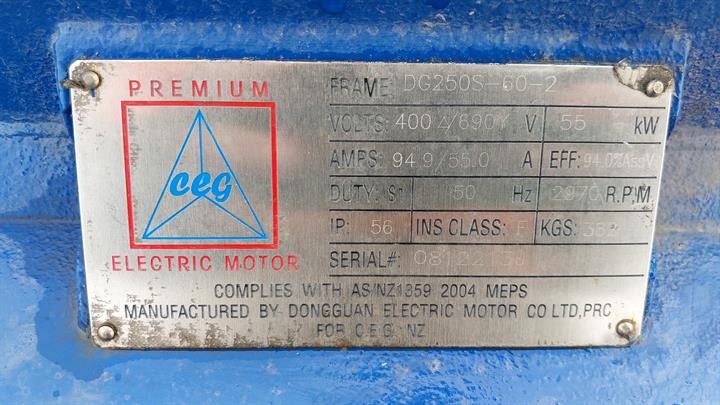 PREMIUM
CEG
ELECTRIC MOTOR
FRAME: DG250S-60-2
VOLTS: 400 Δ/690Y V 55 kW
AMPS: 94.9/55.0 A EFF: 94.0%
DUTY: S1 50 Hz 2970 R.P.M
IP: 56 INS CLASS: F KGS:
SERIAL#:
COMPLIES WITH AS/NZ1359 2004 MEPS
MANUFACTURED BY DONGGUAN ELECTRIC MOTOR CO LTD,PRC
FOR C.E.G. NZ